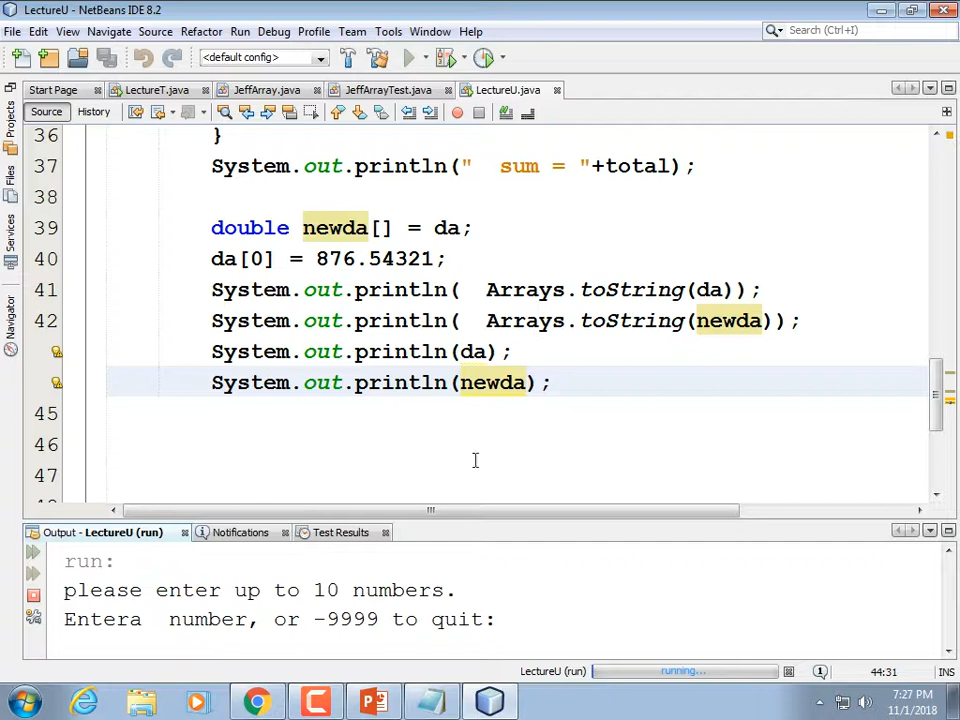 LectureU - NetBeans IDE 8.2
File Edit View Navigate Source Refactor Run Debug Profile Team Tools Window Help
Search (Ctrl+I)
<default config>
Start Page LectureT.java JeffArray.java JeffArrayTest.java LectureU.java
Source History
Projects
Files
Services
Navigator
36 }
37 System.out.println("  sum = "+total);
38
39 double newda[] = da;
40 da[0] = 876.54321;
41 System.out.println(  Arrays.toString(da));
42 System.out.println(  Arrays.toString(newda));
System.out.println(da);
System.out.println(newda);
45
46
47
Output - LectureU (run) Notifications Test Results
run:
please enter up to 10 numbers.
Entera  number, or -9999 to quit:
LectureU (run) running... 44:31 INS
7:27 PM
11/1/2018